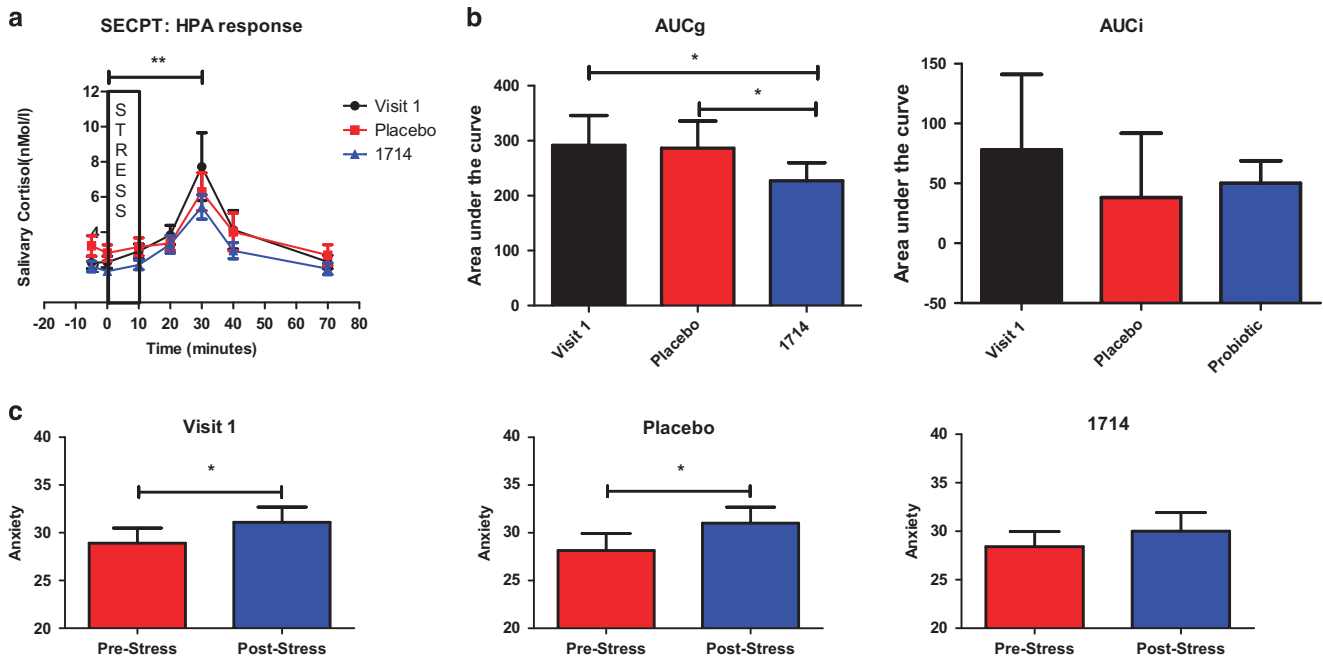 a
SECPT: HPA response
**
Salivary Cortisol(nMol/l)
12
10
8
6
4
STRESS
Visit 1
Placebo
1714
-20 -10 0 10 20 30 40 50 60 70 80
Time (minutes)
b
AUCg
*
*
Area under the curve
400
300
200
100
0
Visit 1 Placebo 1714
AUCi
Area under the curve
150
100
50
0
-50
Visit 1 Placebo Probiotic
c
Visit 1
*
Anxiety
40
35
30
25
20
Pre-Stress Post-Stress
Placebo
*
Anxiety
40
35
30
25
20
Pre-Stress Post-Stress
1714
Anxiety
40
35
30
25
20
Pre-Stress Post-Stress